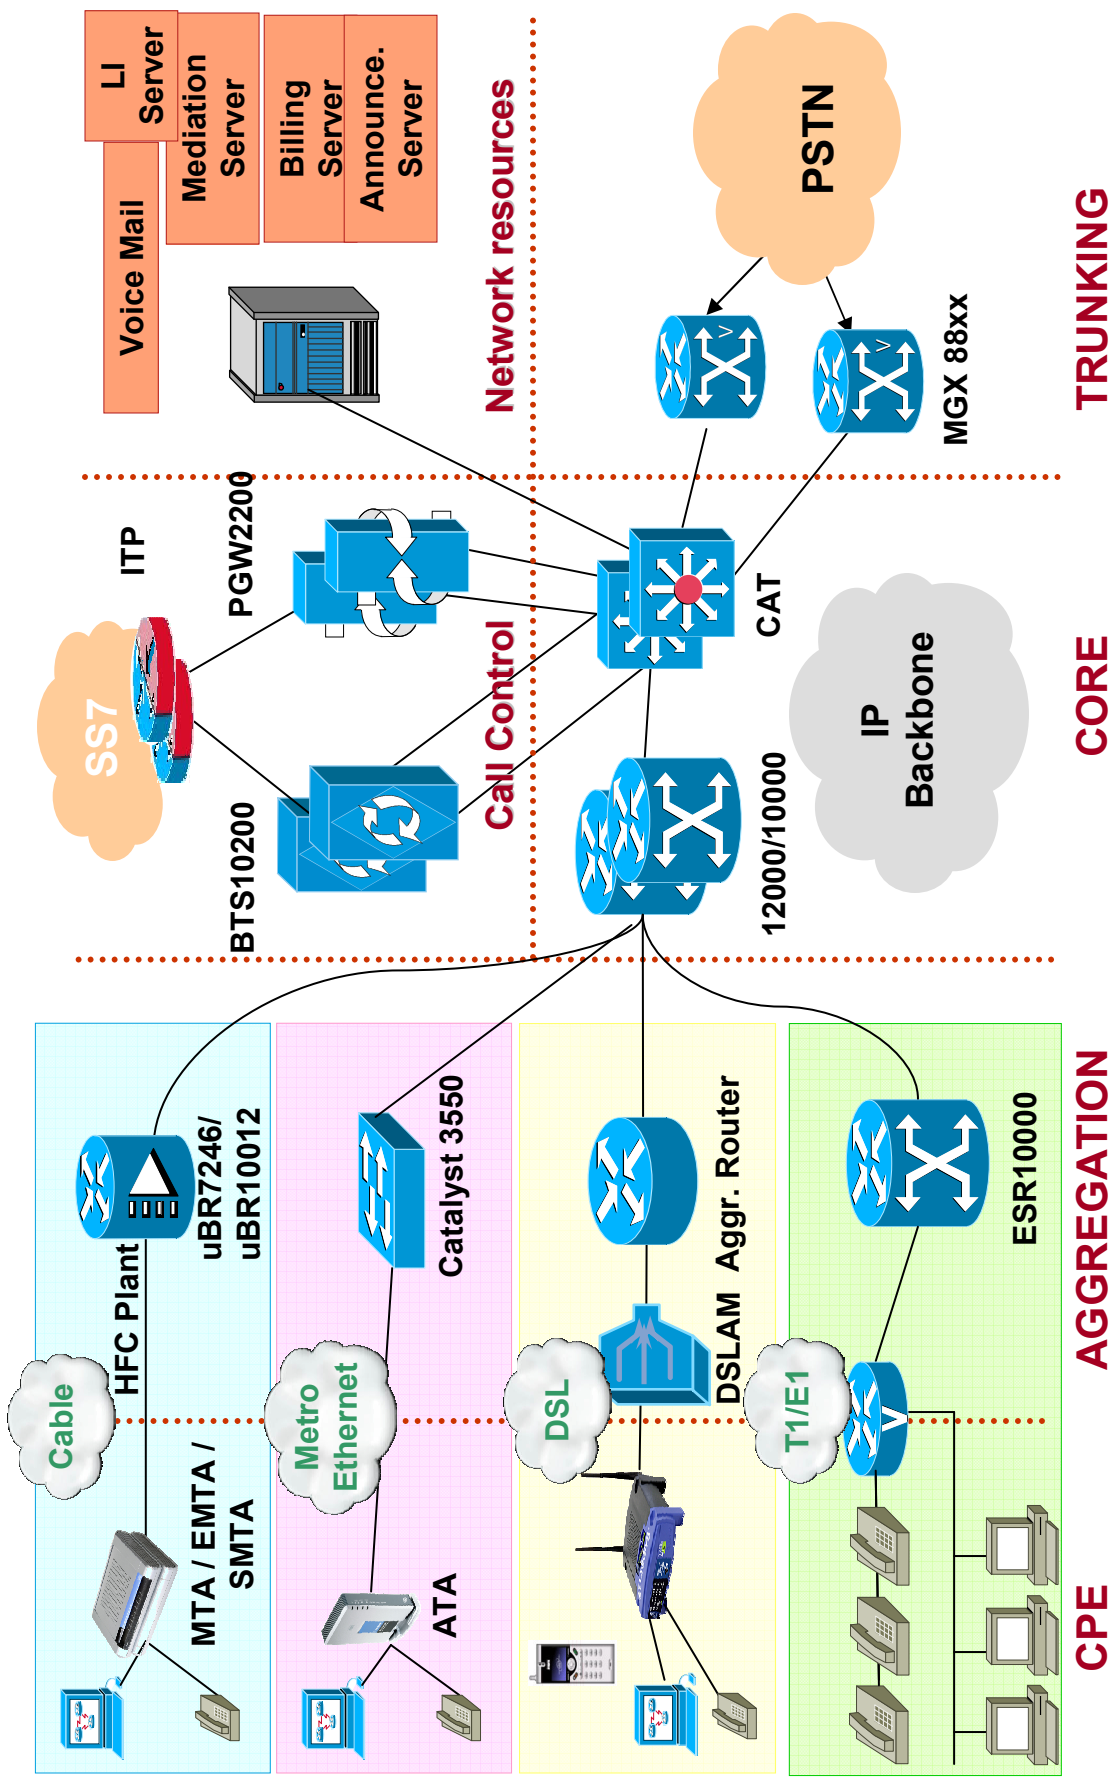 Cable
HFC Plant
uBR7246/
uBR10012
MTA / EMTA /
SMTA
Metro
Ethernet
Catalyst 3550
ATA
DSL
DSLAM
Aggr. Router
T1/E1
V
ESR10000
CPE
AGGREGATION
SS7
ITP
BTS10200
PGW2200
Call Control
12000/10000
CAT
IP
Backbone
CORE
Voice Mail
LI
Server
Mediation
Server
Billing
Server
Announce.
Server
Network resources
V
V
MGX 88xx
PSTN
TRUNKING